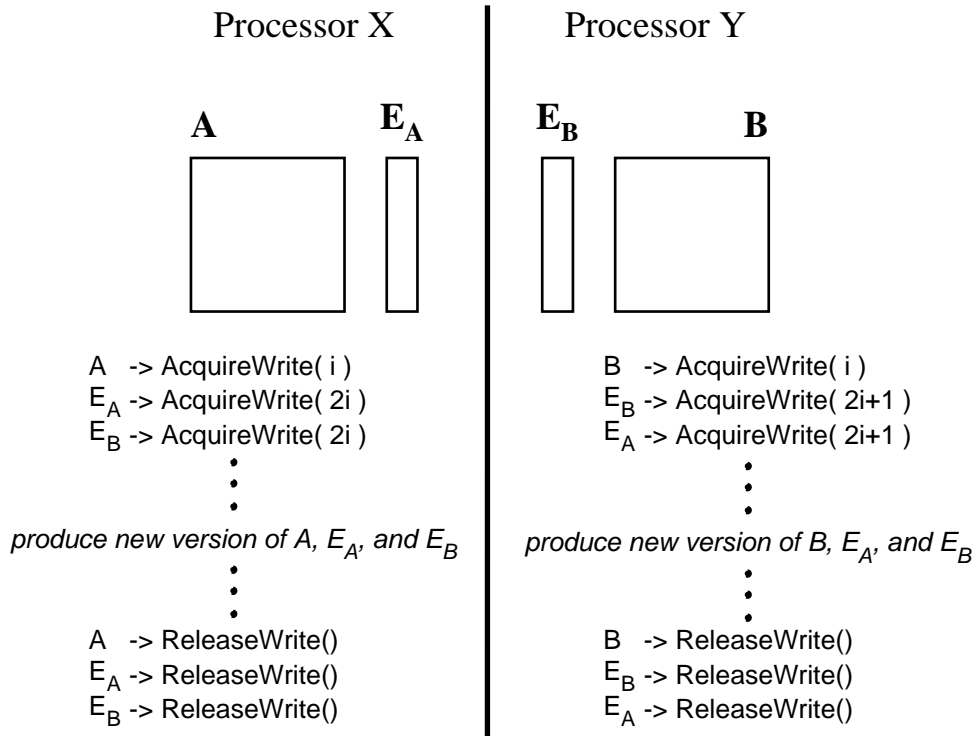 Processor X
Processor Y
A
E_A
E_B
B
A -> AcquireWrite( i )
E_A -> AcquireWrite( 2i )
E_B -> AcquireWrite( 2i )
produce new version of A, E_A, and E_B
A -> ReleaseWrite()
E_A -> ReleaseWrite()
E_B -> ReleaseWrite()
B -> AcquireWrite( i )
E_B -> AcquireWrite( 2i+1 )
E_A -> AcquireWrite( 2i+1 )
produce new version of B, E_A, and E_B
B -> ReleaseWrite()
E_B -> ReleaseWrite()
E_A -> ReleaseWrite()